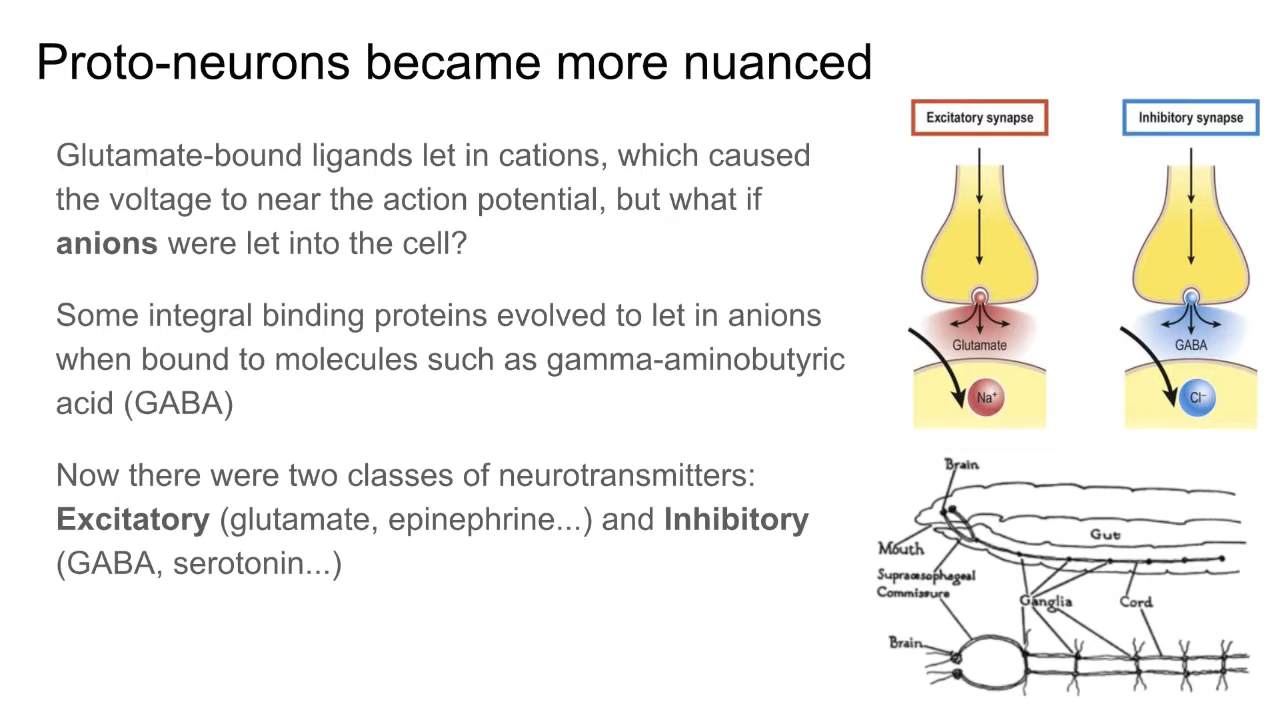 Proto-neurons became more nuanced
Glutamate-bound ligands let in cations, which caused
the voltage to near the action potential, but what if
anions were let into the cell?
Some integral binding proteins evolved to let in anions
when bound to molecules such as gamma-aminobutyric
acid (GABA)
Now there were two classes of neurotransmitters:
Excitatory (glutamate, epinephrine...) and Inhibitory
(GABA, serotonin...)
Excitatory synapse
Inhibitory synapse
Glutamate
GABA
Na⁺
Cl⁻
Brain
Gut
Mouth
Supraœsophageal
Commissure
Ganglia
Cord
Brain